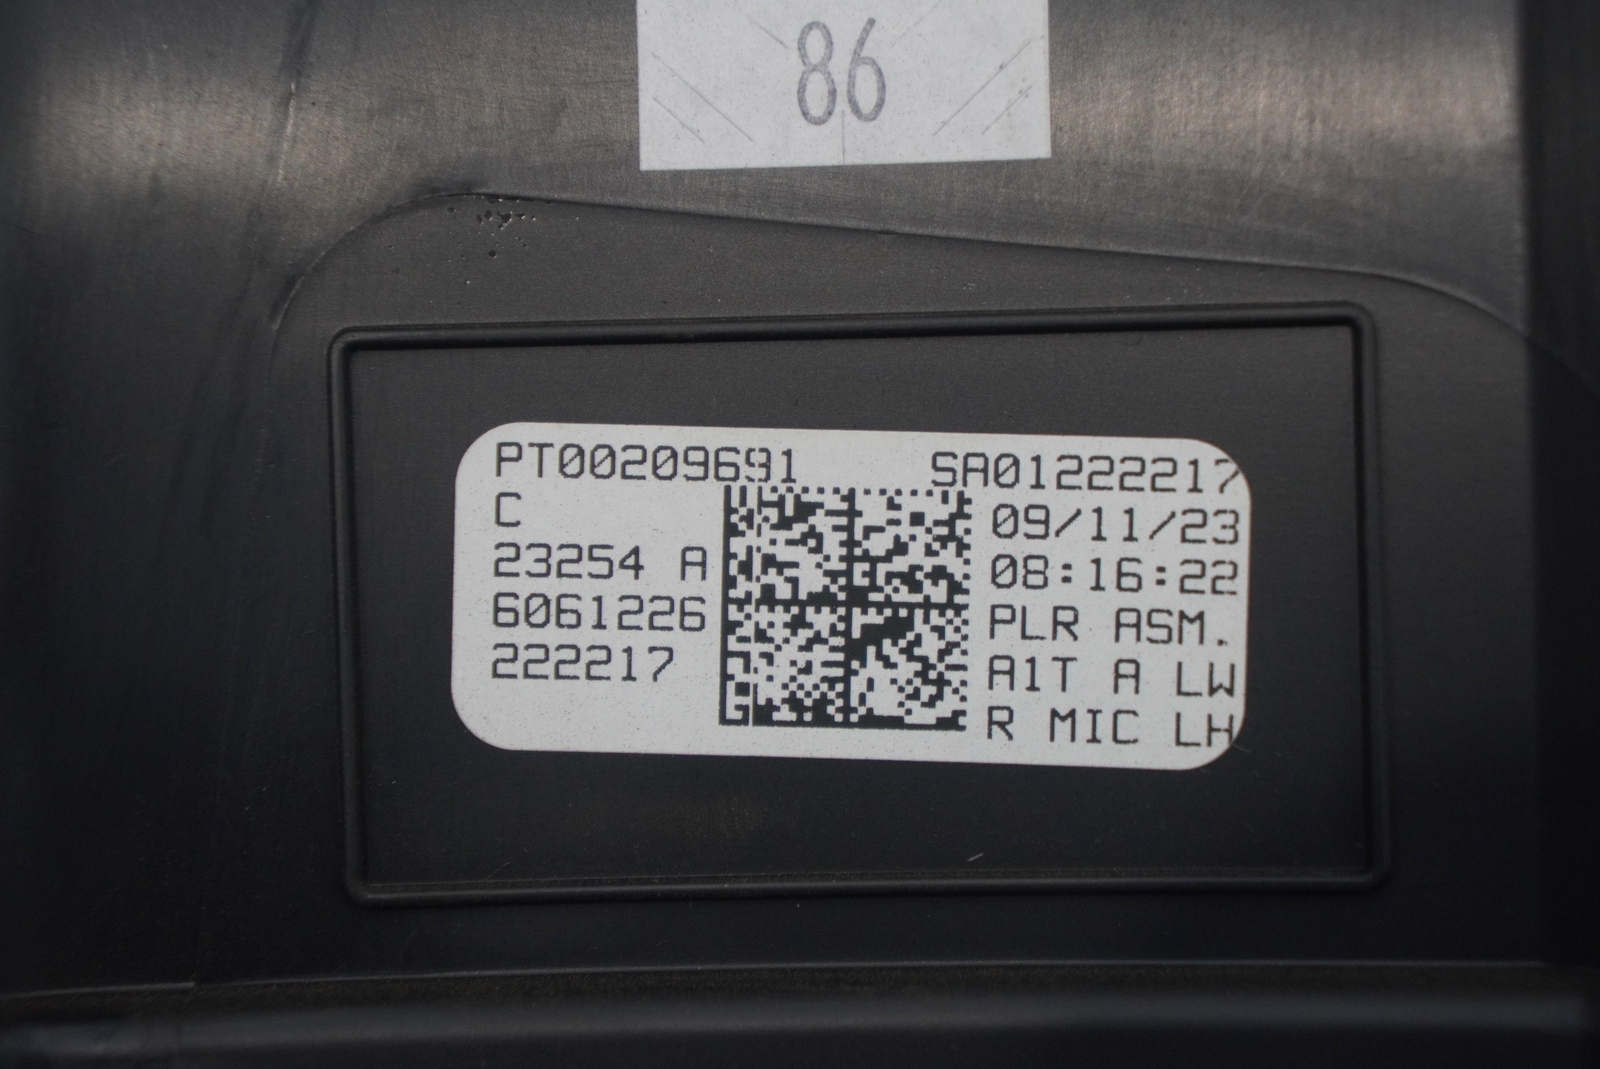 86
PT00209691 SA01222217
C
23254 A
6061226
222217
09/11/23
08:16:22
PLR ASM.
A1T A LW
R MIC LH